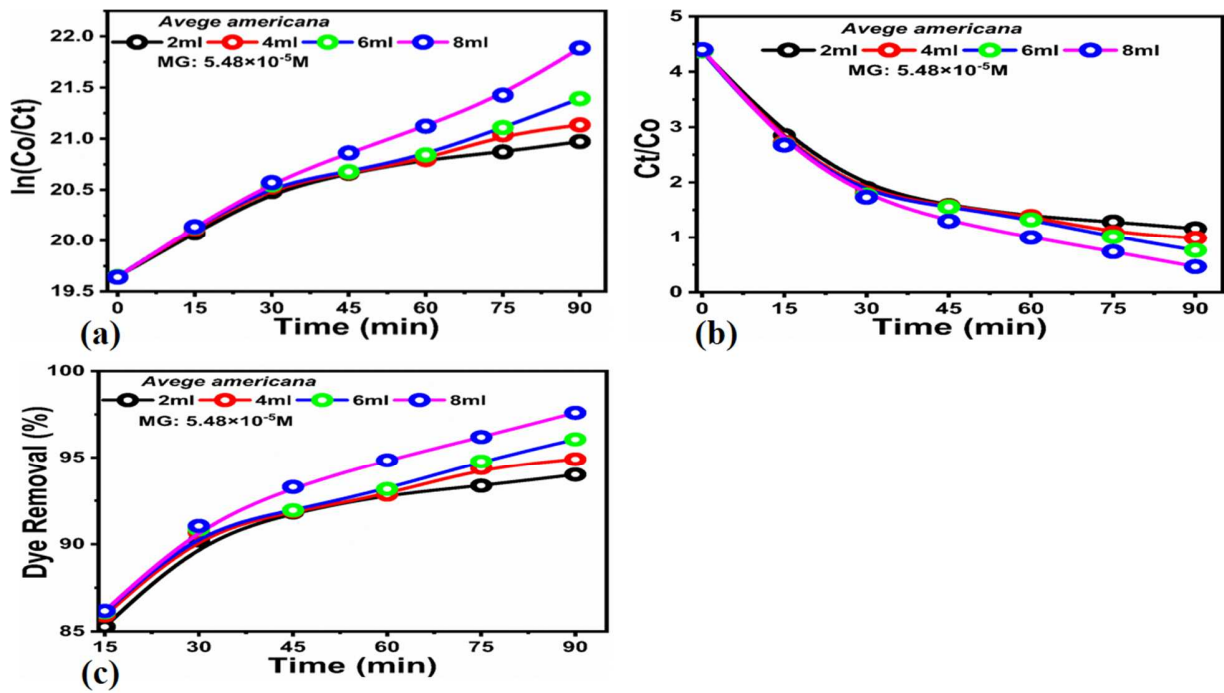 Avege americana
2ml 4ml 6ml 8ml
MG: 5.48×10⁻⁵M
ln(Co/Ct)
22.0
21.5
21.0
20.5
20.0
19.5
0 15 30 45 60 75 90
Time (min)
(a)
Avege americana
2ml 4ml 6ml 8ml
MG: 5.48×10⁻⁵M
Ct/Co
5
4
3
2
1
0
0 15 30 45 60 75 90
Time (min)
(b)
Avege americana
2ml 4ml 6ml 8ml
MG: 5.48×10⁻⁵M
Dye Removal (%)
100
95
90
85
15 30 45 60 75 90
Time (min)
(c)